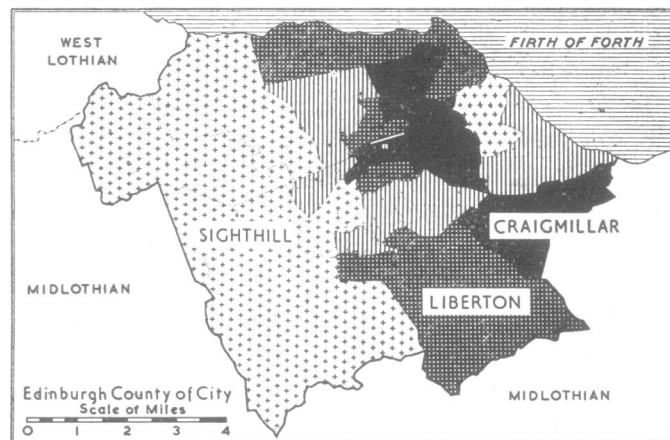 WEST
LOTHIAN
FIRTH OF FORTH
SIGHTHILL
CRAIGMILLAR
MIDLOTHIAN
LIBERTON
Edinburgh County of City
Scale of Miles
0 1 2 3 4
MIDLOTHIAN